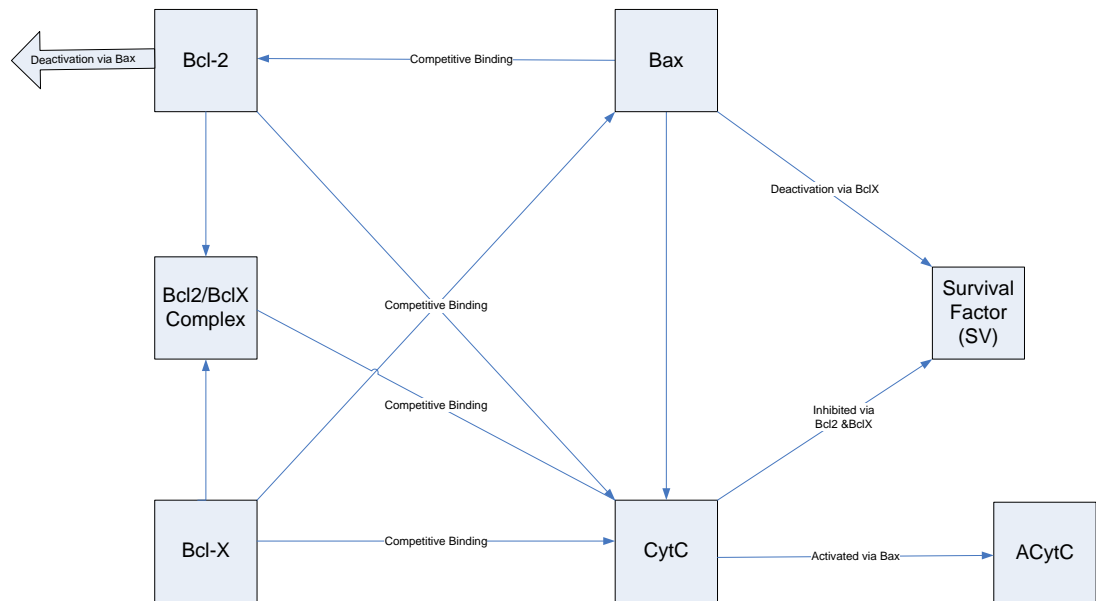 Deactivation via Bax
Bcl-2
Competitive Binding
Bax
Deactivation via BclX
Bcl2/BclX
Complex
Competitive Binding
Survival
Factor
(SV)
Competitive Binding
Inhibited via
Bcl2 &BclX
Bcl-X
Competitive Binding
CytC
Activated via Bax
ACytC